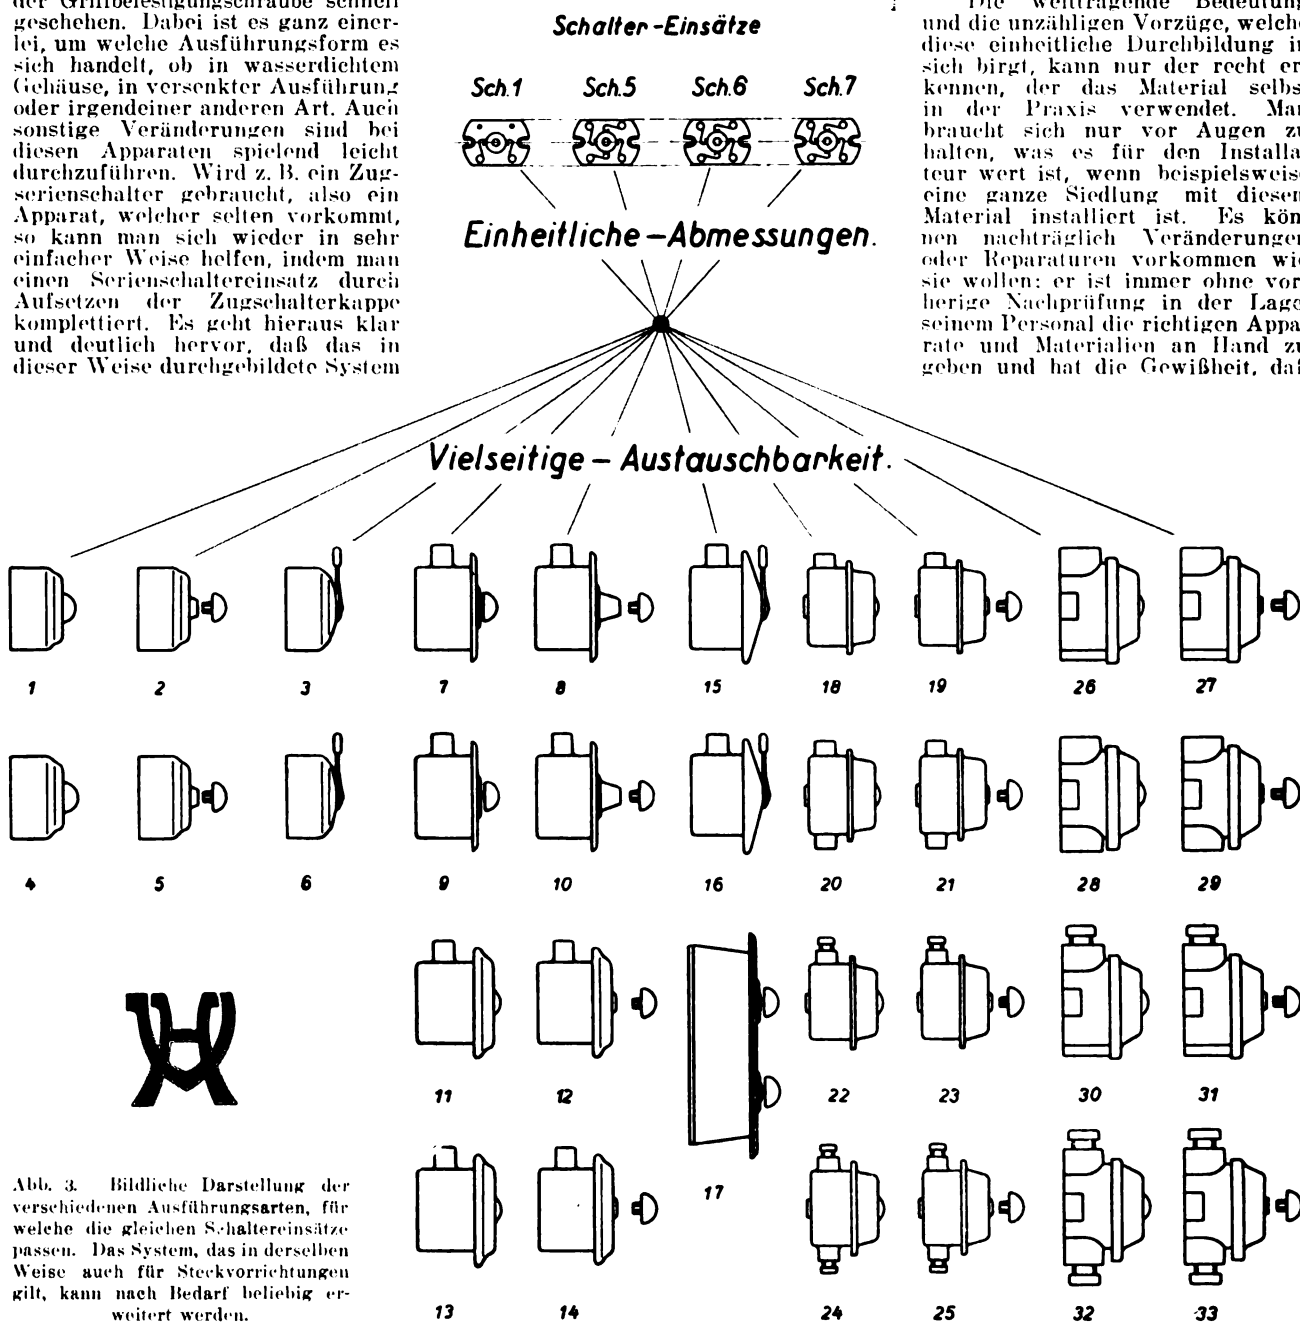 der Griffbefestigungschraube schnell
geschehen. Dabei ist es ganz einer-
lei, um welche Ausführungsform es
sich handelt, ob in wasserdichtem
Gehäuse, in versenkter Ausführung
oder irgendeiner anderen Art. Auch
sonstige Veränderungen sind bei
diesen Apparaten spielend leicht
durchzuführen. Wird z. B. ein Zug-
serienschalter gebraucht, also ein
Apparat, welcher selten vorkommt,
so kann man sich wieder in sehr
einfacher Weise helfen, indem man
einen Serienschaltereinsatz durch
Aufsetzen der Zugschalterkappe
komplettiert. Es geht hieraus klar
und deutlich hervor, daß das in
dieser Weise durchgebildete System
Schalter-Einsätze
Sch.1 Sch.5 Sch.6 Sch.7
Einheitliche-Abmessungen.
Vielseitige - Austauschbarkeit.
Die welttragende Bedeutung
und die unzähligen Vorzüge, welche
diese einheitliche Durchbildung in
sich birgt, kann nur der recht er
kennen, der das Material selbs
in der Praxis verwendet. Man
braucht sich nur vor Augen zu
halten, was es für den Installa
teur wert ist, wenn beispielsweise
eine ganze Siedlung mit diesem
Material installiert ist. Es kön
nen nachträglich Veränderungen
oder Reparaturen vorkommen wie
sie wollen: er ist immer ohne vor
herige Nachprüfung in der Lage
seinem Personal die richtigen Appa
rate und Materialien an Hand zu
geben und hat die Gewißheit, daß
1 2 3 7 8 15 18 19 26 27
4 5 6 9 10 16 20 21 28 29
11 12 22 23 30 31
17
13 14 24 25 32 33
Abb. 3. Bildliche Darstellung der
verschiedenen Ausführungsarten, für
welche die gleichen Schaltereinsätze
passen. Das System, das in derselben
Weise auch für Steckvorrichtungen
gilt, kann nach Bedarf beliebig er-
weitert werden.